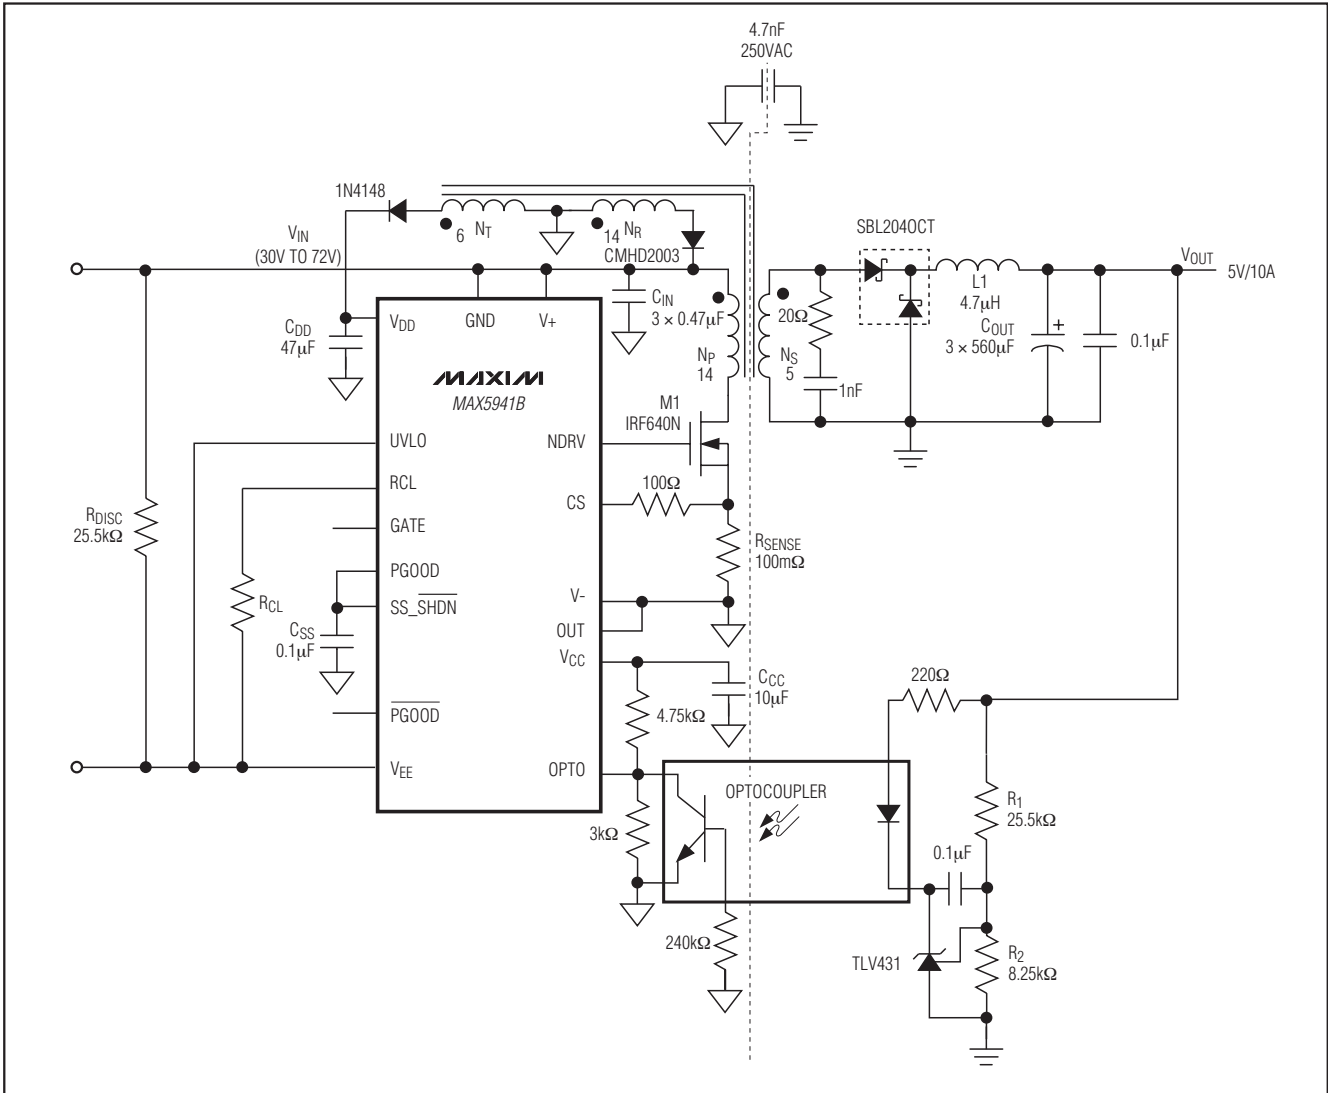 4.7nF
250VAC
1N4148
6 NT
14 NR
CMHD2003
VIN
(30V TO 72V)
SBL204OCT
VOUT
5V/10A
L1
4.7μH
COUT
3 × 560μF
0.1μF
CIN
3 × 0.47μF
20Ω
1nF
NP
14
NS
5
CDD
47μF
VDD
GND
V+
MAXIM
MAX5941B
M1
IRF640N
UVLO
NDRV
RCL
CS
100Ω
GATE
RDISC
25.5kΩ
RSENSE
100mΩ
PGOOD
V-
RCL
SS_SHDN
OUT
CSS
0.1μF
VCC
CCC
10μF
220Ω
PGOOD
4.75kΩ
VEE
OPTO
OPTOCOUPLER
R1
25.5kΩ
3kΩ
0.1μF
240kΩ
TLV431
R2
8.25kΩ